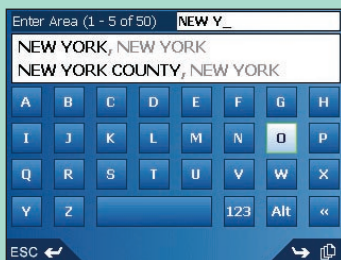 Enter Area (1 - 5 of 50) NEW Y_
NEW YORK, NEW YORK
NEW YORK COUNTY, NEW YORK
A B C D E F G H
I J K L M N O P
Q R S T U V W X
Y Z 123 Alt «
ESC